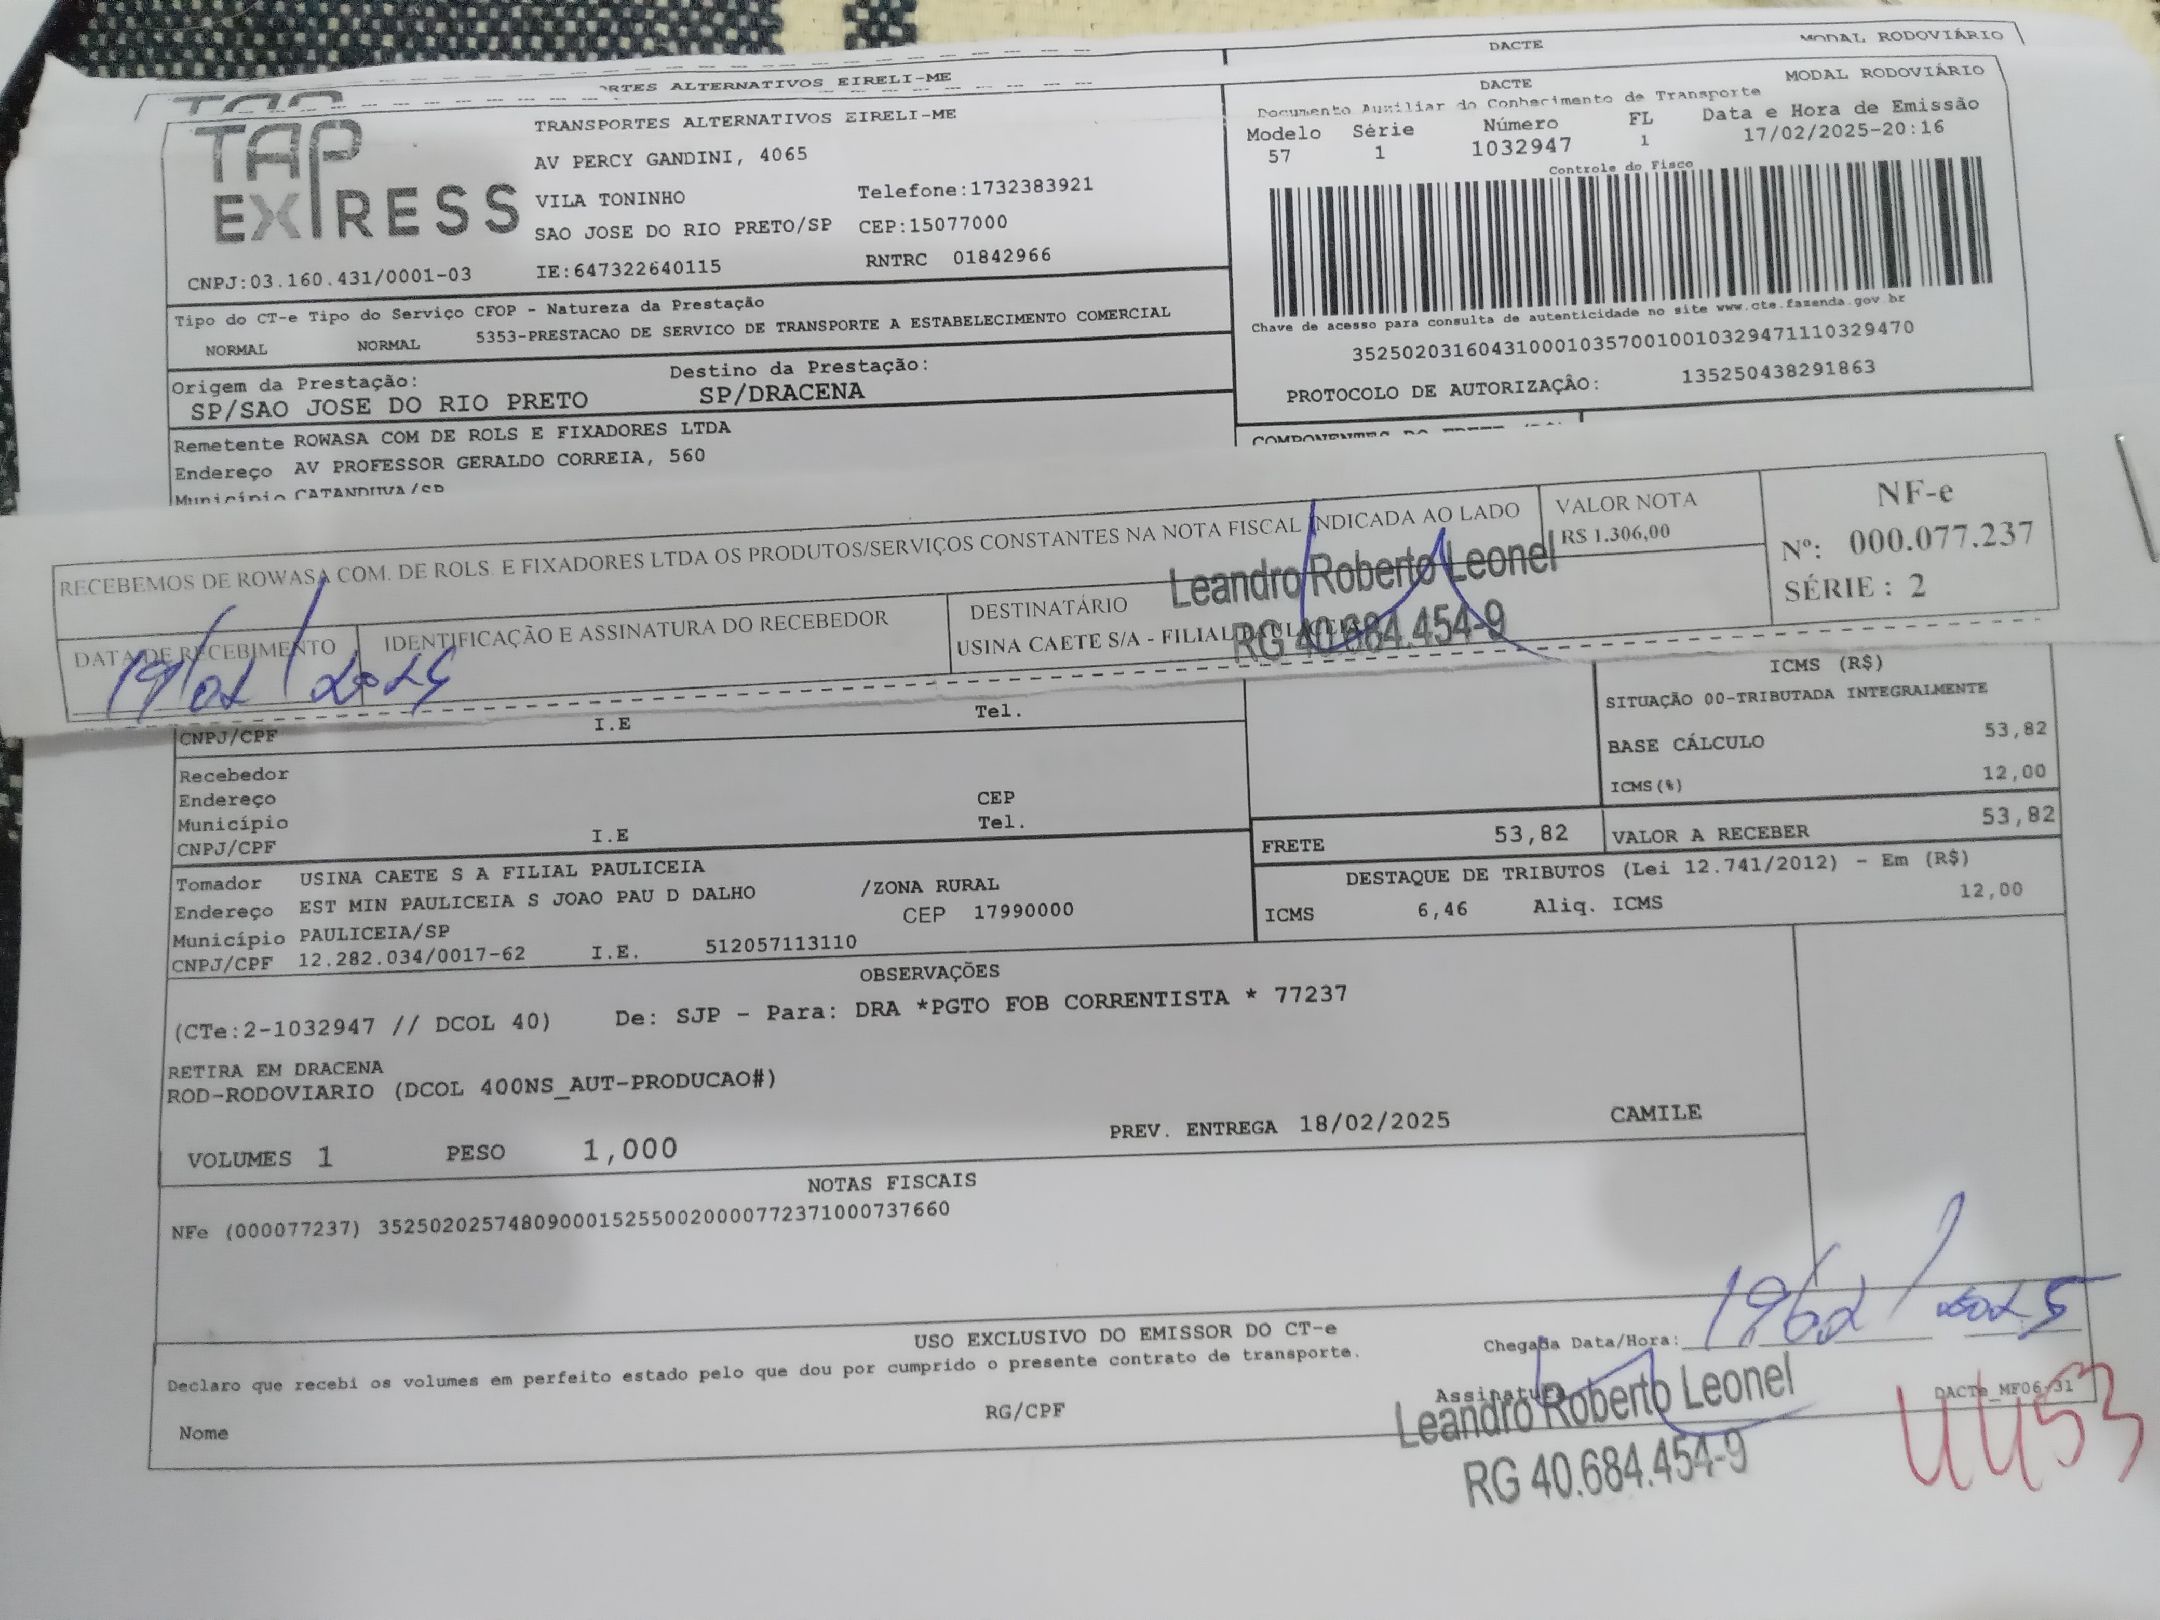 DACTE MODAL RODOVIÁRIO
RTES ALTERNATIVOS EIRELI-ME
TAP EXPRESS
TRANSPORTES ALTERNATIVOS EIRELI-ME
AV PERCY GANDINI, 4065
VILA TONINHO Telefone:1732383921
SAO JOSE DO RIO PRETO/SP CEP:15077000
CNPJ:03.160.431/0001-03 IE:647322640115 RNTRC 01842966
DACTE MODAL RODOVIÁRIO
Documento Auxiliar do Conhecimento de Transporte
Modelo Série Número FL Data e Hora de Emissão
57 1 1032947 1 17/02/2025-20:16
Controle do Fisco
Chave de acesso para consulta de autenticidade no site www.cte.fazenda.gov.br
35250203160431000103570010010329471110329470
PROTOCOLO DE AUTORIZAÇÃO: 135250438291863
Tipo do CT-e Tipo do Serviço CFOP - Natureza da Prestação
NORMAL NORMAL 5353-PRESTACAO DE SERVICO DE TRANSPORTE A ESTABELECIMENTO COMERCIAL
Origem da Prestação: Destino da Prestação:
SP/SAO JOSE DO RIO PRETO SP/DRACENA
Remetente ROWASA COM DE ROLS E FIXADORES LTDA
Endereço AV PROFESSOR GERALDO CORREIA, 560
Município CATANDUVA/SP
RECEBEMOS DE ROWASA COM. DE ROLS. E FIXADORES LTDA OS PRODUTOS/SERVIÇOS CONSTANTES NA NOTA FISCAL INDICADA AO LADO
VALOR NOTA
R$ 1.306,00
NF-e
Nº: 000.077.237
SÉRIE : 2
DATA DE RECEBIMENTO
19/02/2025
IDENTIFICAÇÃO E ASSINATURA DO RECEBEDOR
DESTINATÁRIO
USINA CAETE S/A - FILIAL
Leandro Roberto Leonel
RG 40.684.454-9
CNPJ/CPF I.E Tel.
Recebedor
Endereço CEP
Município Tel.
CNPJ/CPF I.E
ICMS (R$)
SITUAÇÃO 00-TRIBUTADA INTEGRALMENTE
BASE CÁLCULO 53,82
ICMS(%) 12,00
FRETE 53,82 VALOR A RECEBER 53,82
DESTAQUE DE TRIBUTOS (Lei 12.741/2012) - Em (R$)
ICMS 6,46 Aliq. ICMS 12,00
Tomador USINA CAETE S A FILIAL PAULICEIA
Endereço EST MIN PAULICEIA S JOAO PAU D DALHO /ZONA RURAL
Município PAULICEIA/SP CEP 17990000
CNPJ/CPF 12.282.034/0017-62 I.E. 512057113110
OBSERVAÇÕES
(CTe:2-1032947 // DCOL 40) De: SJP - Para: DRA *PGTO FOB CORRENTISTA * 77237
RETIRA EM DRACENA
ROD-RODOVIARIO (DCOL 400NS_AUT-PRODUCAO#)
VOLUMES 1 PESO 1,000 PREV. ENTREGA 18/02/2025 CAMILE
NOTAS FISCAIS
NFe (000077237) 35250202574809000152550020000772371000737660
USO EXCLUSIVO DO EMISSOR DO CT-e
Declaro que recebi os volumes em perfeito estado pelo que dou por cumprido o presente contrato de transporte.
Nome RG/CPF
Chegada Data/Hora: 19/02/2025
Assinatura
Leandro Roberto Leonel
RG 40.684.454-9
DACTe_MF06-31